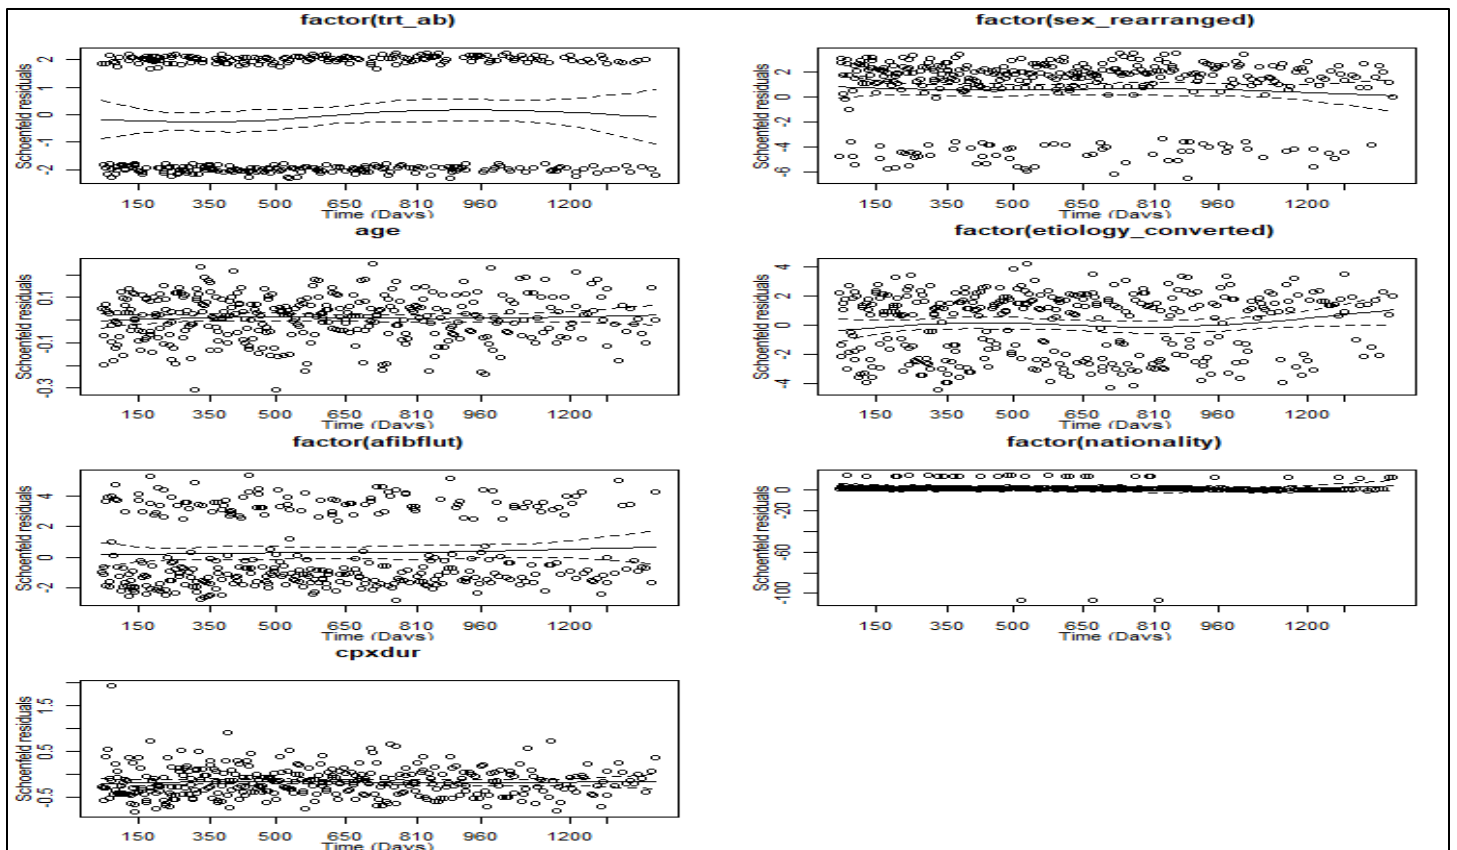 factor(trt_ab)
Schoenfeld residuals
2
1
0
-1
-2
150 350 500 650 810 960 1200
Time (Days)
factor(sex_rearranged)
Schoenfeld residuals
2
0
-2
-4
-6
150 350 500 650 810 960 1200
Time (Days)
age
Schoenfeld residuals
0.1
-0.1
-0.3
150 350 500 650 810 960 1200
Time (Days)
factor(etiology_converted)
Schoenfeld residuals
4
2
0
-2
-4
150 350 500 650 810 960 1200
Time (Days)
factor(afibflut)
Schoenfeld residuals
4
2
0
-2
150 350 500 650 810 960 1200
Time (Days)
factor(nationality)
Schoenfeld residuals
0
-20
-60
-100
150 350 500 650 810 960 1200
Time (Days)
cpxdur
Schoenfeld residuals
1.5
0.5
-0.5
150 350 500 650 810 960 1200
Time (Days)